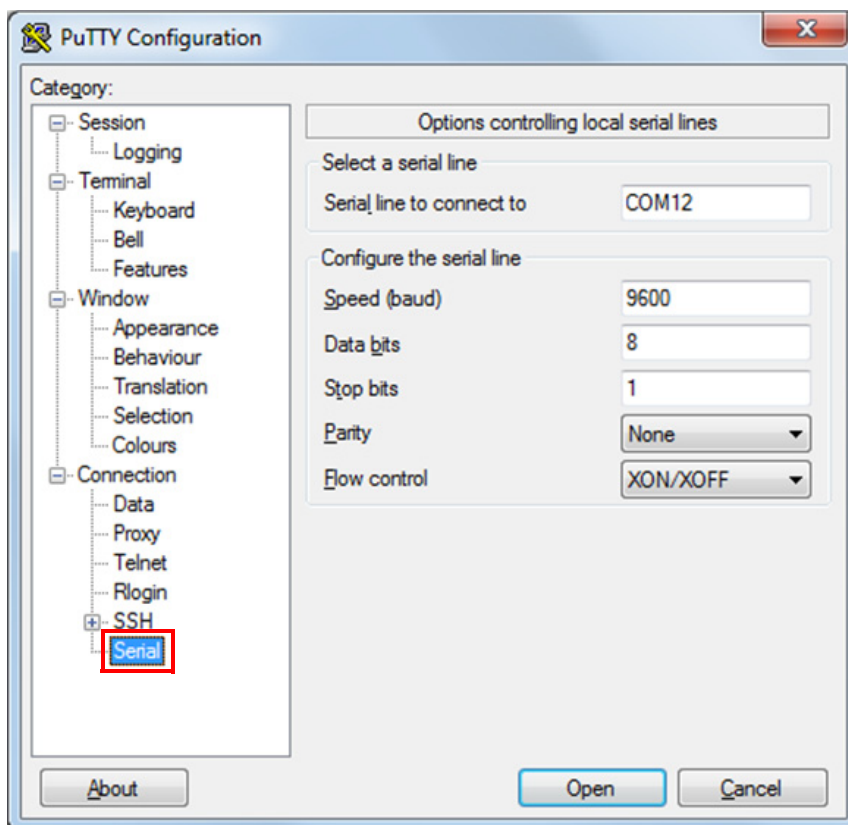 PuTTY Configuration
Category:
Session
Logging
Terminal
Keyboard
Bell
Features
Window
Appearance
Behaviour
Translation
Selection
Colours
Connection
Data
Proxy
Telnet
Rlogin
SSH
Serial
Options controlling local serial lines
Select a serial line
Serial line to connect to COM12
Configure the serial line
Speed (baud) 9600
Data bits 8
Stop bits 1
Parity None
Flow control XON/XOFF
About Open Cancel